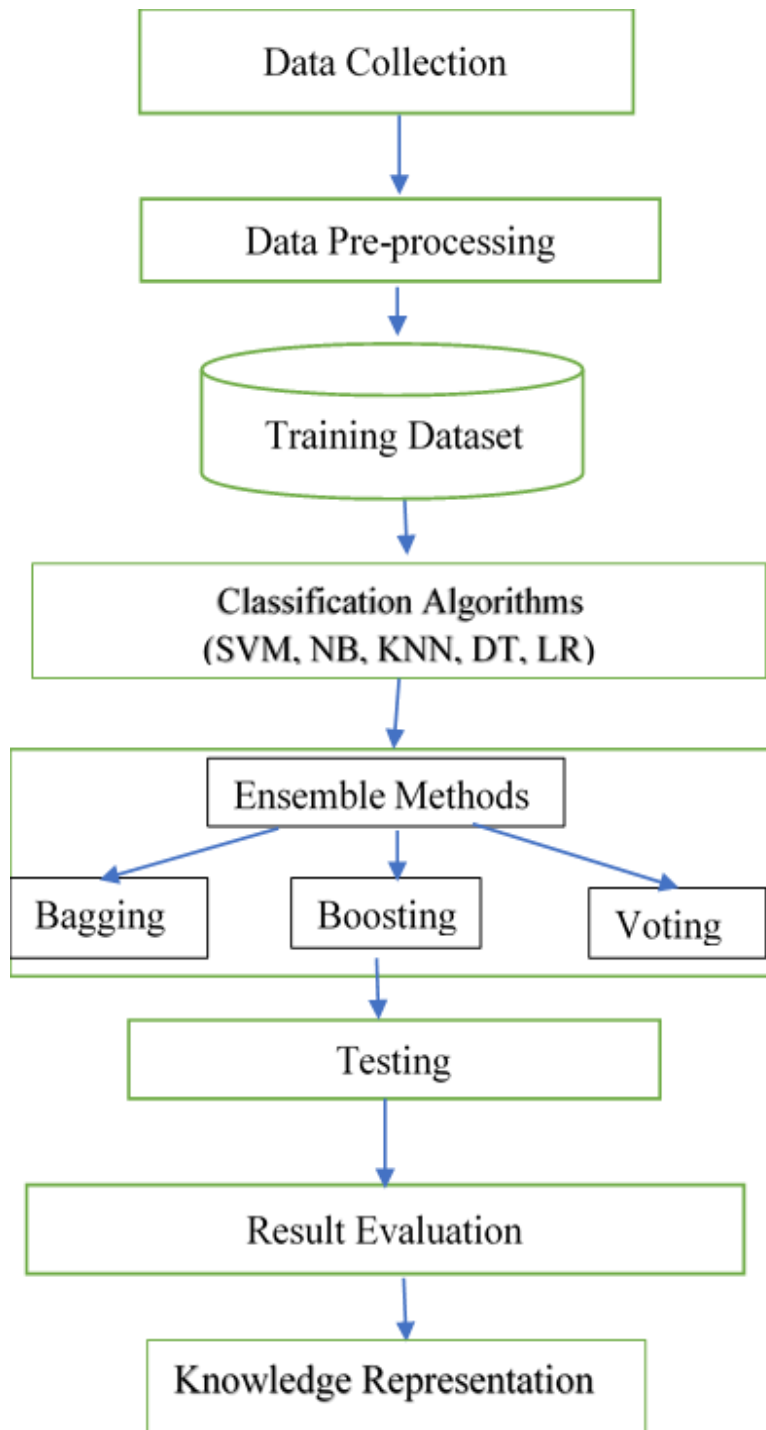 Data Collection
Data Pre-processing
Training Dataset
Classification Algorithms
(SVM, NB, KNN, DT, LR)
Ensemble Methods
Bagging
Boosting
Voting
Testing
Result Evaluation
Knowledge Representation